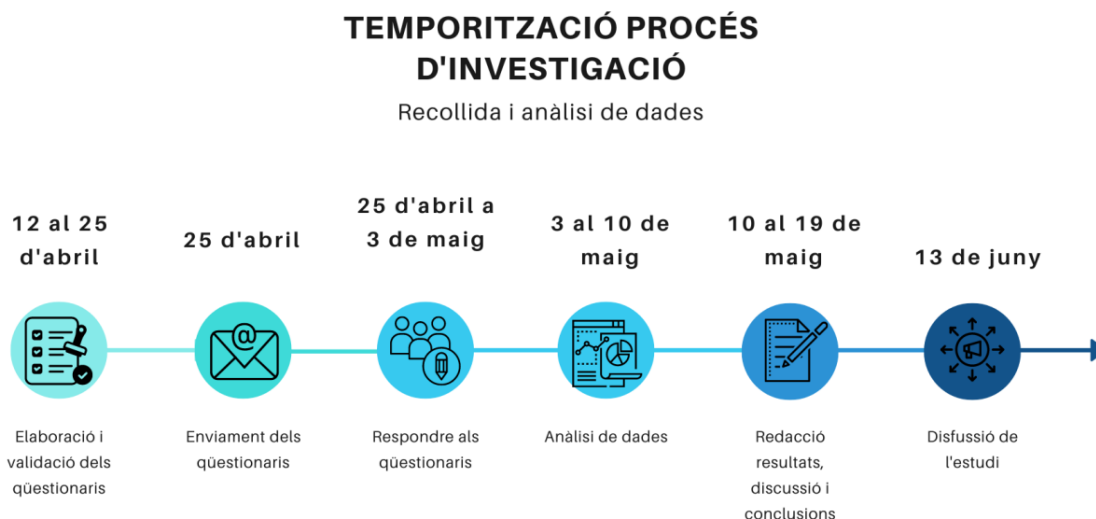 TEMPORITZACIÓ PROCÉS
D'INVESTIGACIÓ
Recollida i anàlisi de dades
12 al 25
d'abril
25 d'abril
25 d'abril a
3 de maig
3 al 10 de
maig
10 al 19 de
maig
13 de juny
@
Elaboració i
validació dels
qüestionaris
Enviament dels
qüestionaris
Respondre als
qüestionaris
Anàlisi de dades
Redacció
resultats,
discussió i
conclusions
Disfussió de
l'estudi